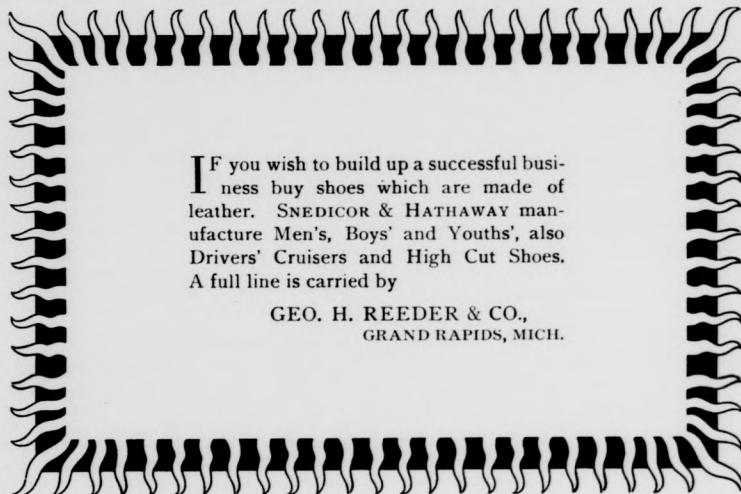 IF you wish to build up a successful busi-
ness buy shoes which are made of
leather. SNEDICOR & HATHAWAY man-
ufacture Men's, Boys' and Youths', also
Drivers' Cruisers and High Cut Shoes.
A full line is carried by
GEO. H. REEDER & CO.,
GRAND RAPIDS, MICH.